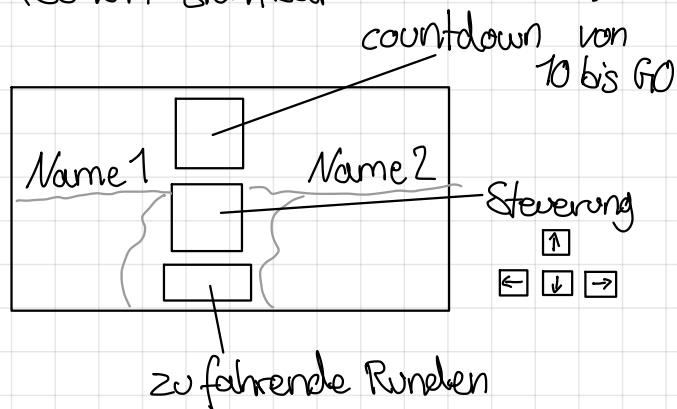 countdown von
10 bis GO
Name 1 Name 2
Steuerung
↑
← ↓ →
zu fahrende Runden